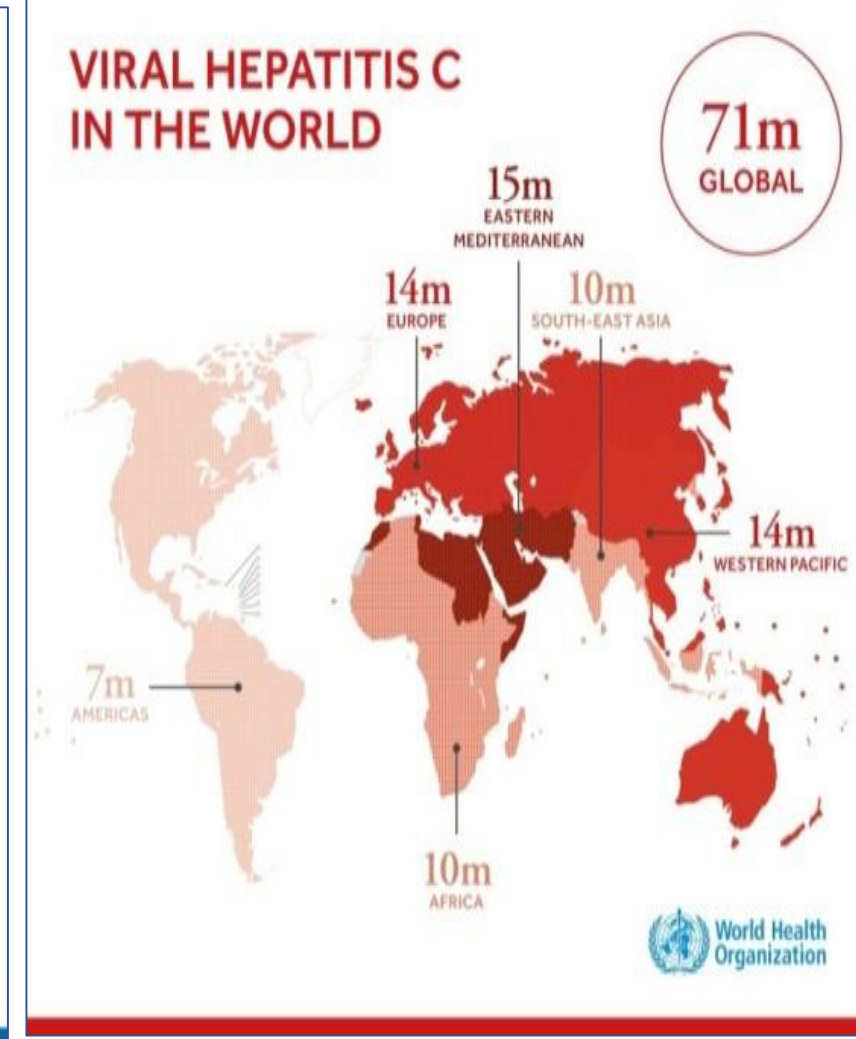 VIRAL HEPATITIS C
IN THE WORLD
71m
GLOBAL
15m
EASTERN
MEDITERRANEAN
14m
EUROPE
10m
SOUTH-EAST ASIA
14m
WESTERN PACIFIC
7m
AMERICAS
10m
AFRICA
World Health
Organization